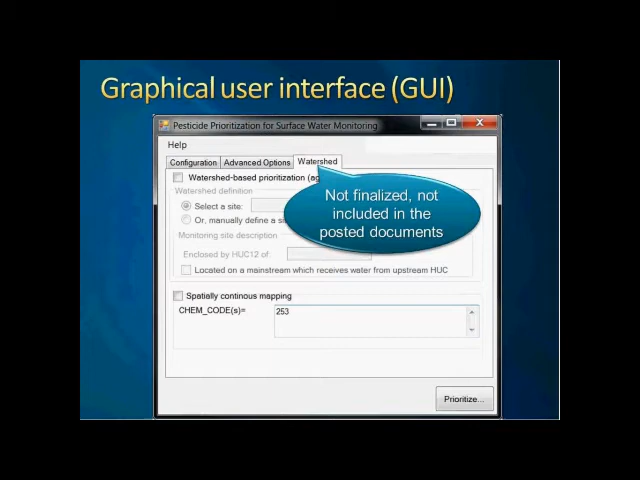 Graphical user interface (GUI)
Pesticide Prioritization for Surface Water Monitoring
Help
Configuration Advanced Options Watershed
Watershed-based prioritization (ag
Watershed definition
Select a site:
Or, manually define a si
Not finalized, not
included in the
posted documents
Monitoring site description
Enclosed by HUC12 of:
Located on a mainstream which receives water from upstream HUC
Spatially continous mapping
CHEM_CODE(s)= 253
Prioritize...